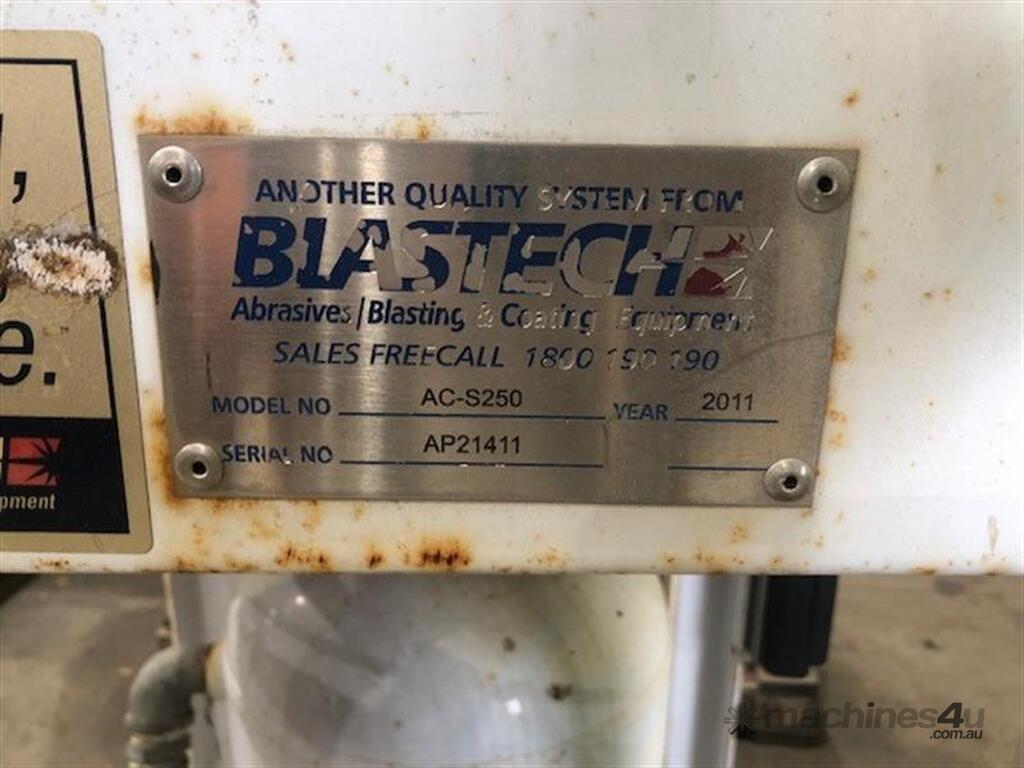 ,
e.
pment
ANOTHER QUALITY SYSTEM FROM
BLASTECH
Abrasives/Blasting & Coating Equipment
SALES FREECALL 1800 190 190
MODEL NO AC-S250 YEAR 2011
SERIAL NO AP21411
machines4u
.com.au